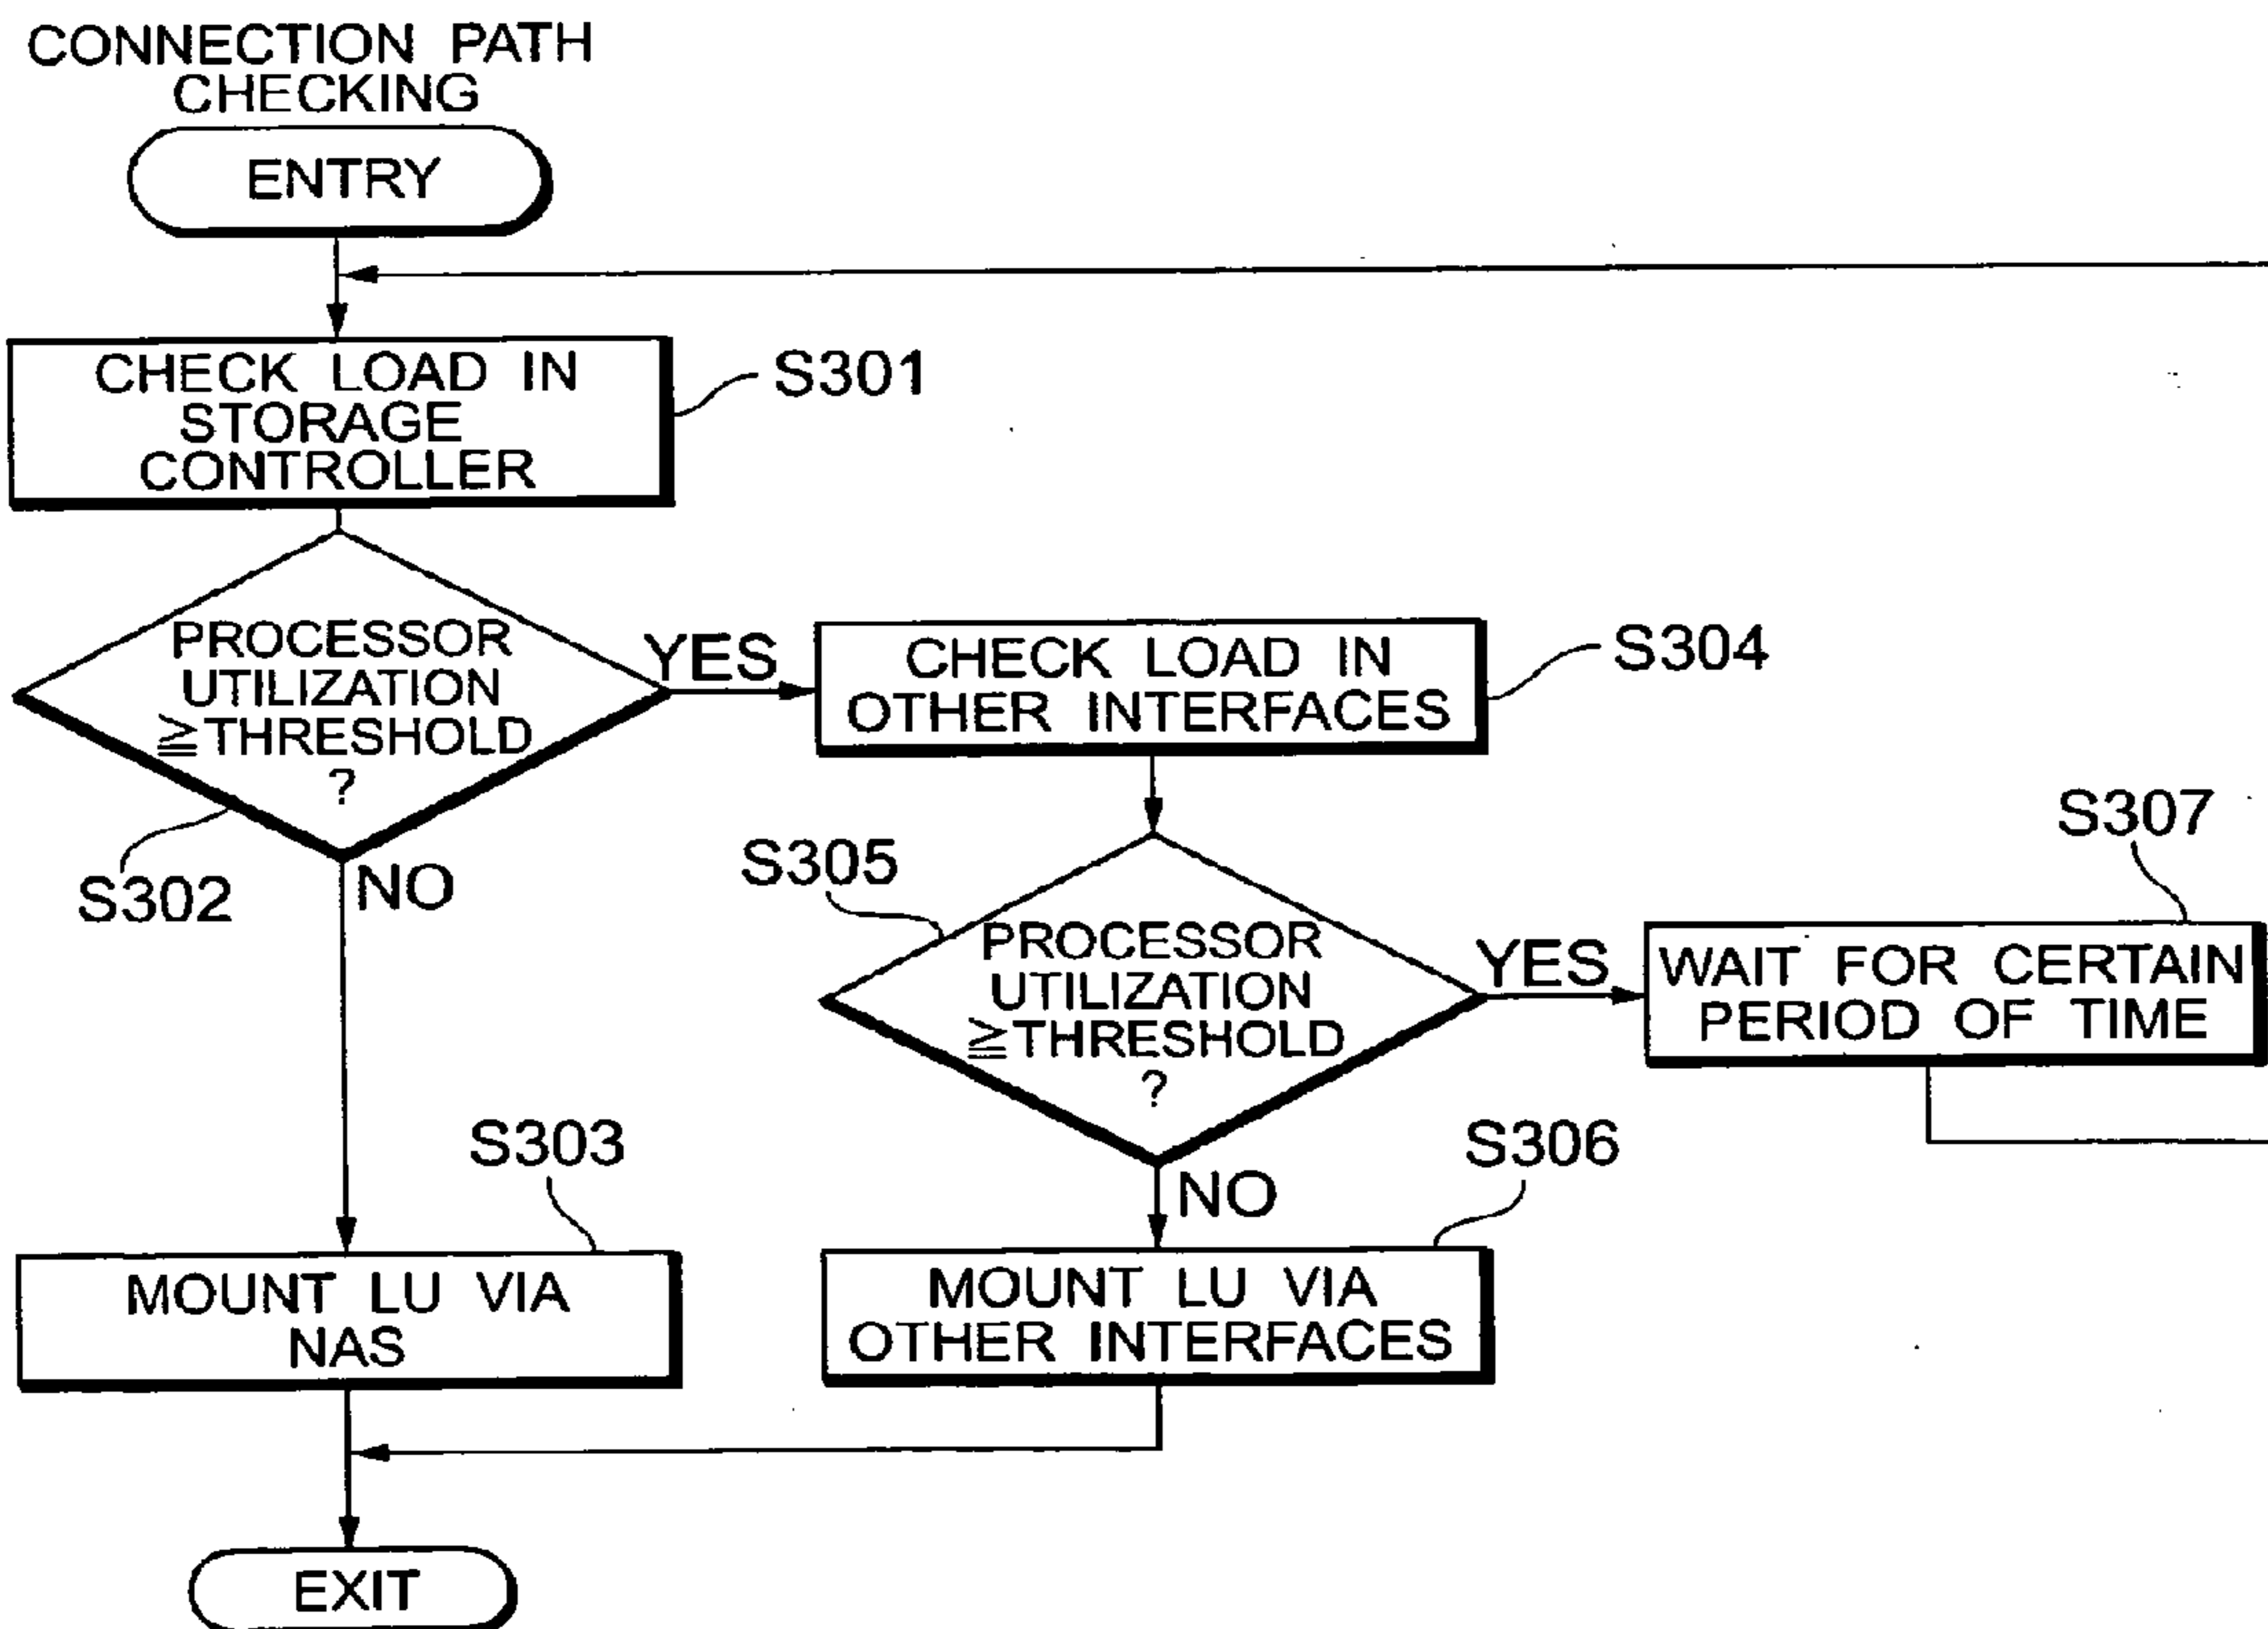 CONNECTION PATH
CHECKING
ENTRY
CHECK LOAD IN
STORAGE
CONTROLLER
S301
PROCESSOR
UTILIZATION
≧THRESHOLD
?
YES
S302
NO
CHECK LOAD IN
OTHER INTERFACES
S304
S305
PROCESSOR
UTILIZATION
≧THRESHOLD
?
YES
NO
S307
WAIT FOR CERTAIN
PERIOD OF TIME
S303
MOUNT LU VIA
NAS
S306
MOUNT LU VIA
OTHER INTERFACES
EXIT